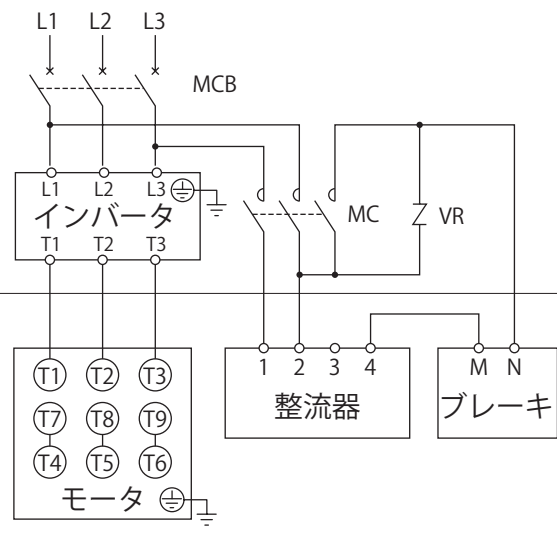 L1 L2 L3
MCB
L1 L2 L3
インバータ
T1 T2 T3
MC
VR
T1 T2 T3
T7 T8 T9
T4 T5 T6
モータ
1 2 3 4
整流器
M N
ブレーキ